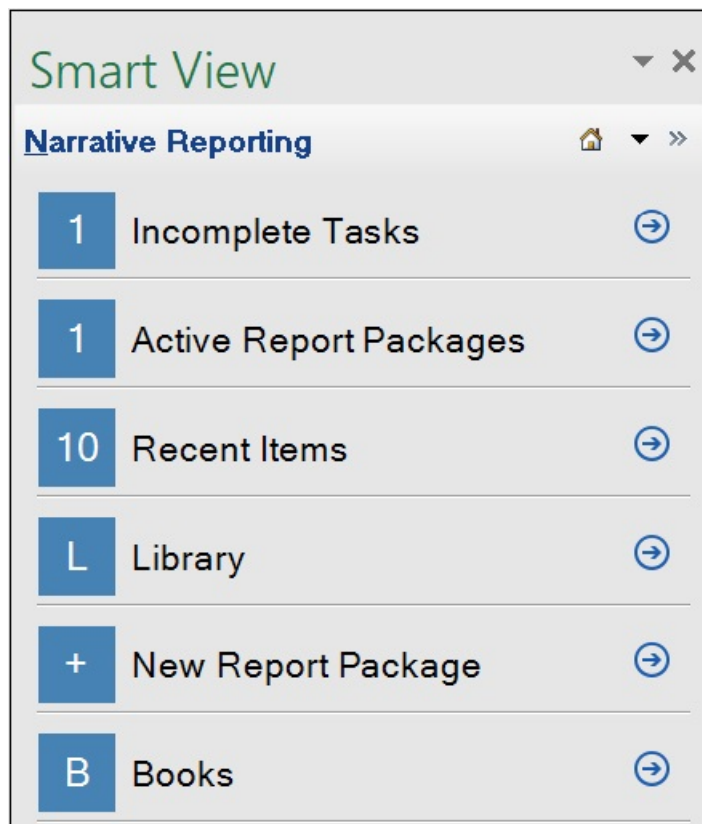 Smart View
Narrative Reporting
1 Incomplete Tasks
1 Active Report Packages
10 Recent Items
L Library
+ New Report Package
B Books